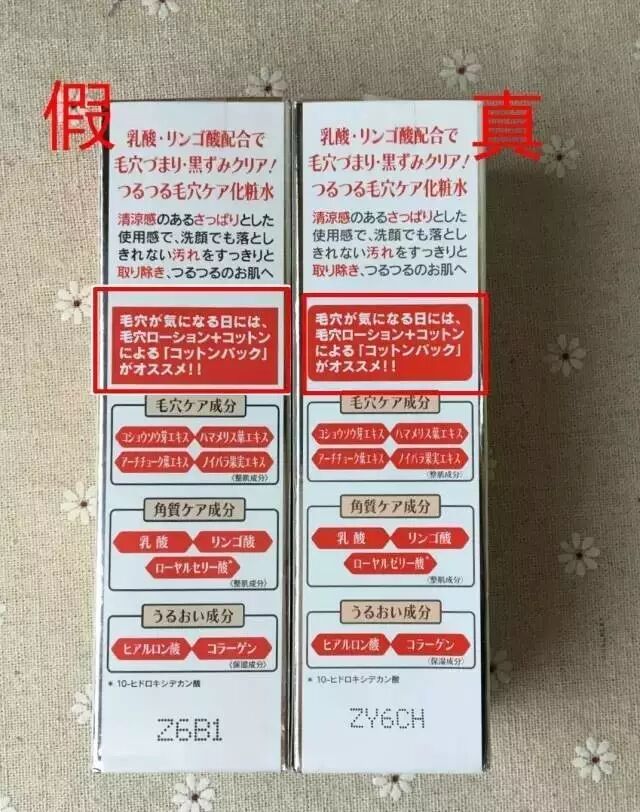 假
真
乳酸・リンゴ酸配合で
毛穴づまり・黒ずみクリア!
つるつる毛穴ケア化粧水
清涼感のあるさっぱりとした
使用感で、洗顔でも落とし
きれない汚れをすっきりと
取り除き、つるつるのお肌へ
毛穴が気になる日には、
毛穴ローション+コットン
による「コットンパック」
がオススメ!!
毛穴ケア成分
コショウソウ芽エキス ハマメリス葉エキス
アーチチョーク葉エキス ノイバラ果実エキス
(整肌成分)
角質ケア成分
乳酸 リンゴ酸
ローヤルゼリー酸*
(整肌成分)
うるおい成分
ヒアルロン酸 コラーゲン
(保湿成分)
* 10-ヒドロキシデカン酸
Z6B1
乳酸・リンゴ酸配合で
毛穴づまり・黒ずみクリア!
つるつる毛穴ケア化粧水
清涼感のあるさっぱりとした
使用感で、洗顔でも落とし
きれない汚れをすっきりと
取り除き、つるつるのお肌へ
毛穴が気になる日には、
毛穴ローション+コットン
による「コットンパック」
がオススメ!!
毛穴ケア成分
コショウソウ芽エキス ハマメリス葉エキス
アーチチョーク葉エキス ノイバラ果実エキス
(整肌成分)
角質ケア成分
乳酸 リンゴ酸
ローヤルゼリー酸*
(整肌成分)
うるおい成分
ヒアルロン酸 コラーゲン
(保湿成分)
* 10-ヒドロキシデカン酸
ZY6CH